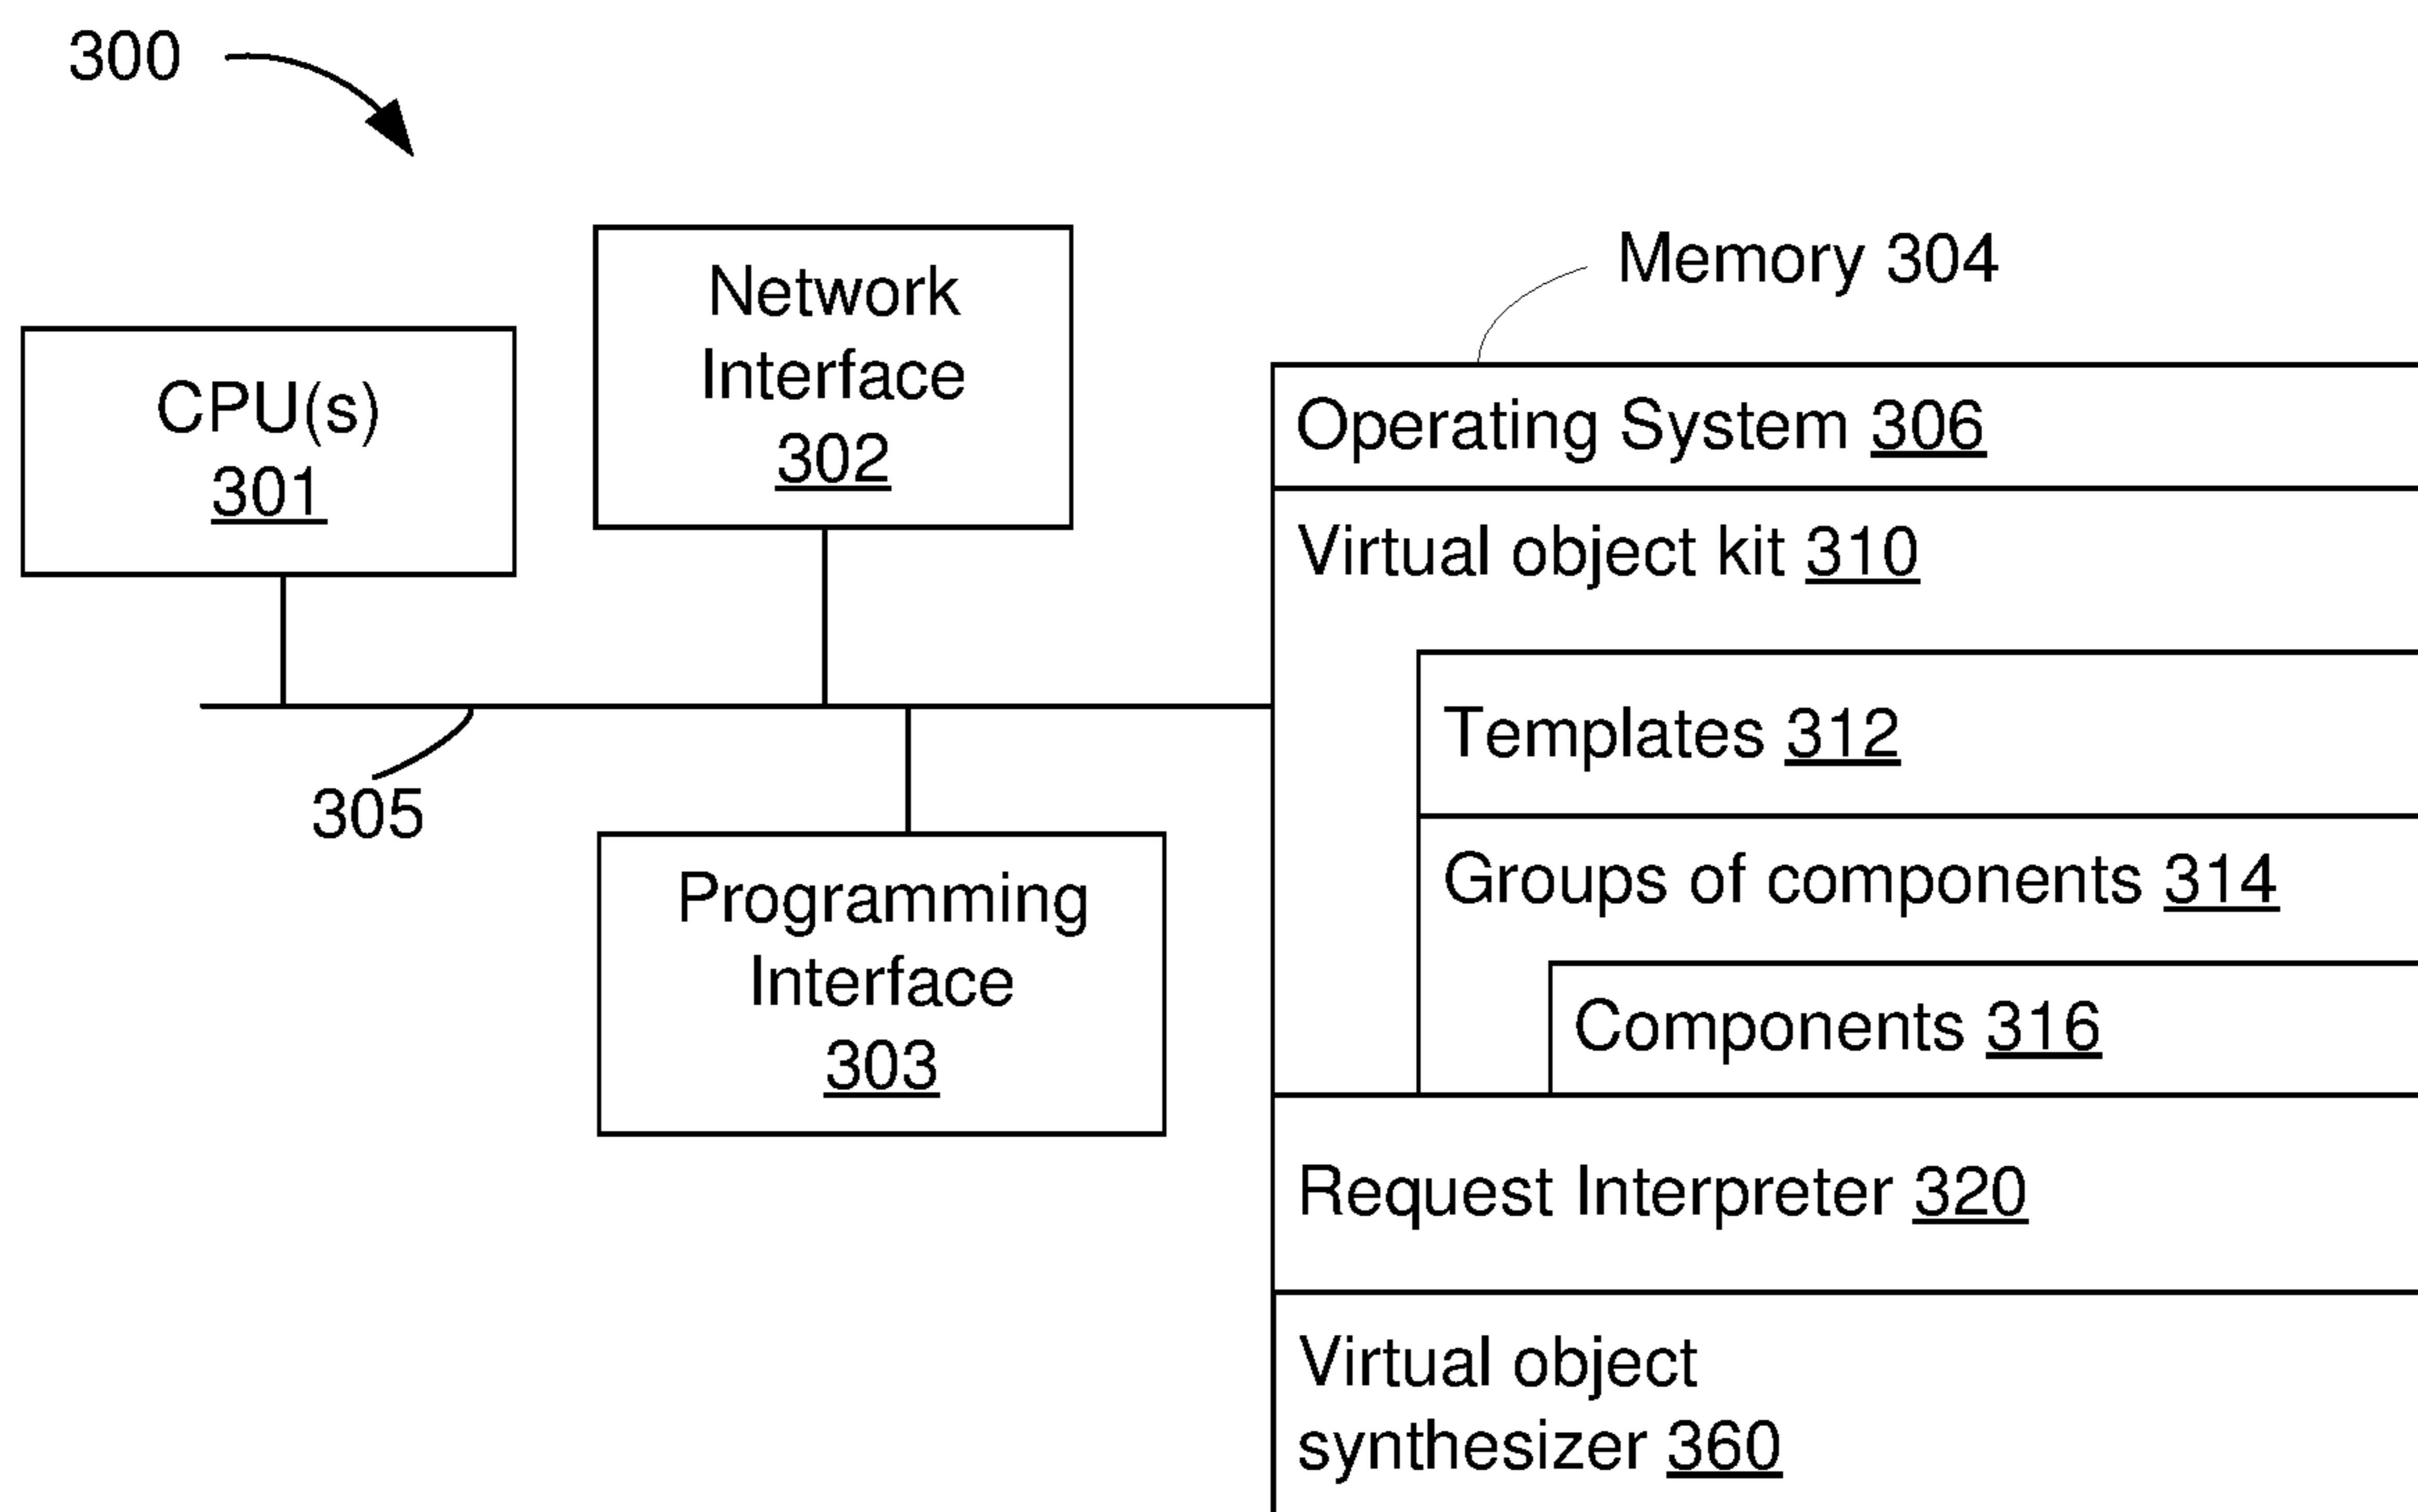 300
CPU(s)
301
Network
Interface
302
305
Programming
Interface
303
Memory 304
Operating System 306
Virtual object kit 310
Templates 312
Groups of components 314
Components 316
Request Interpreter 320
Virtual object
synthesizer 360